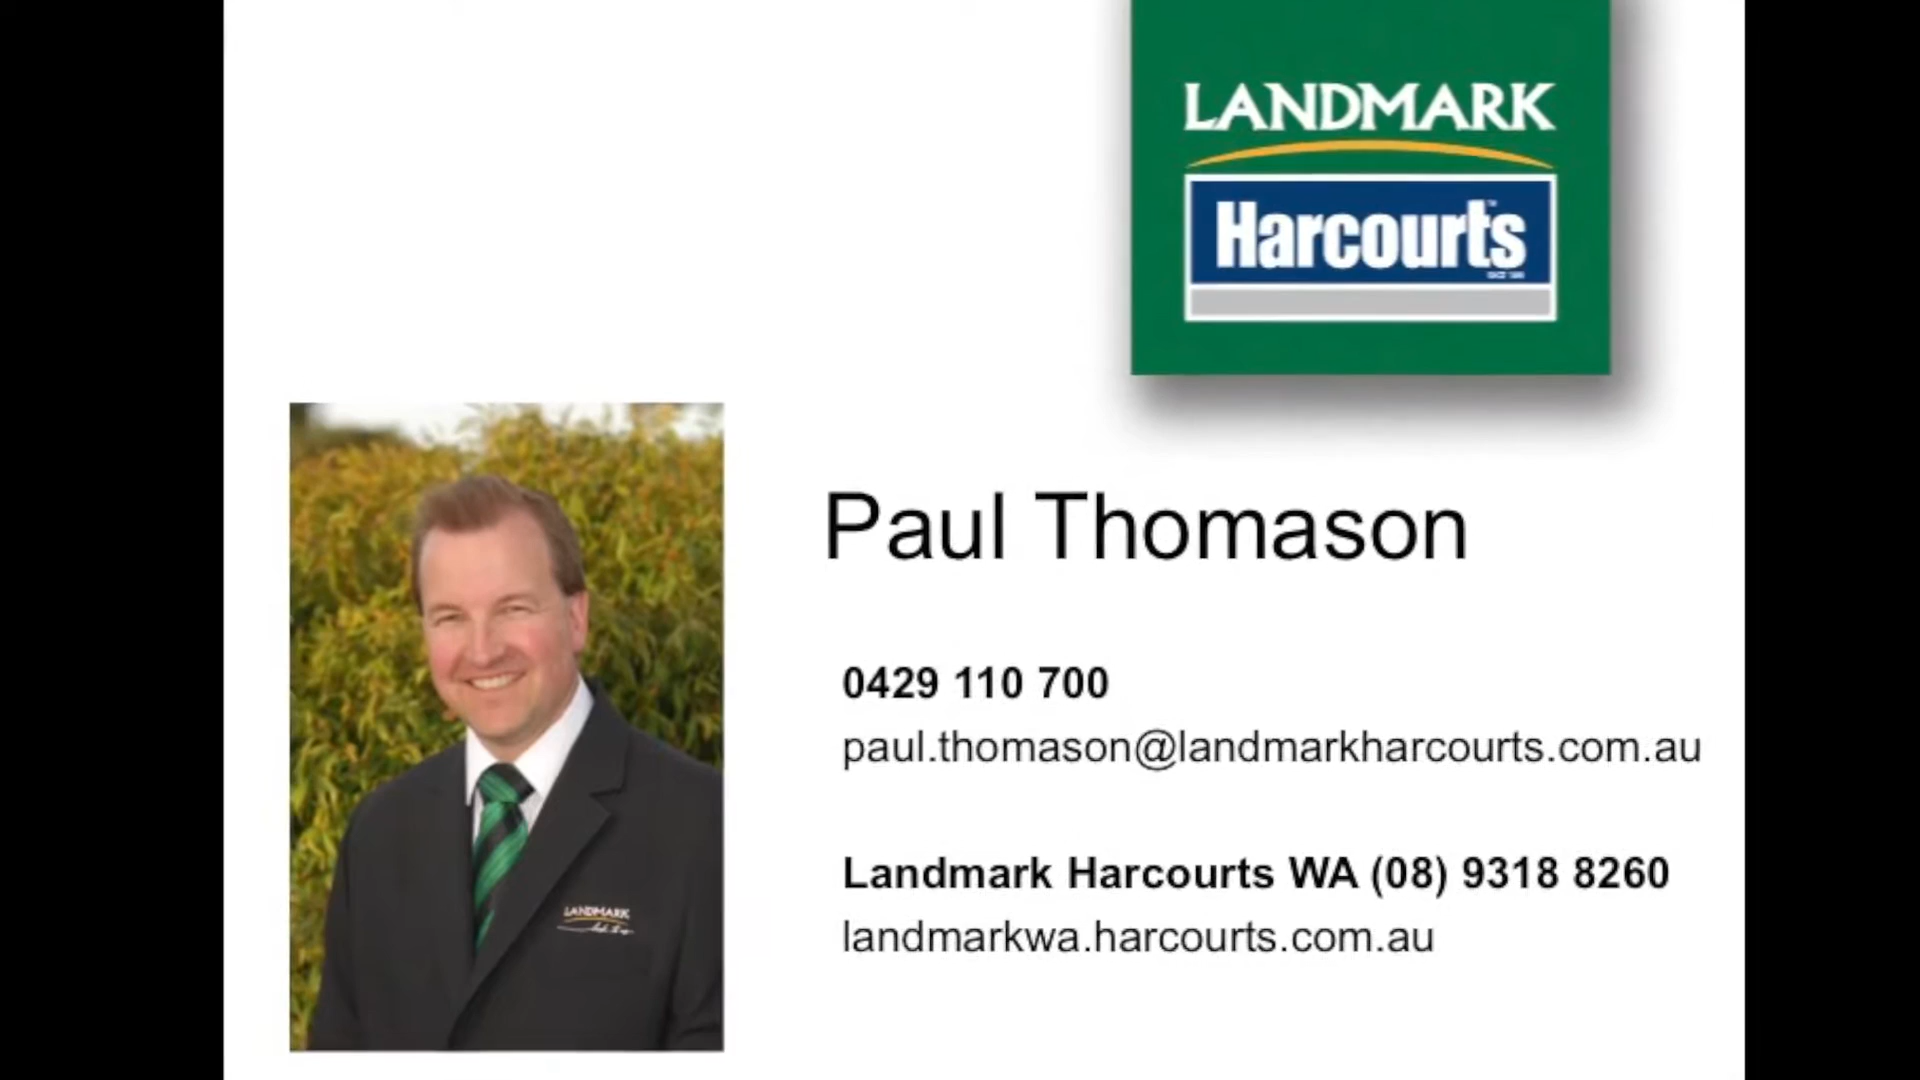 LANDMARK
Harcourts
Paul Thomason
0429 110 700
paul.thomason@landmarkharcourts.com.au
Landmark Harcourts WA (08) 9318 8260
landmarkwa.harcourts.com.au
LANDMARK